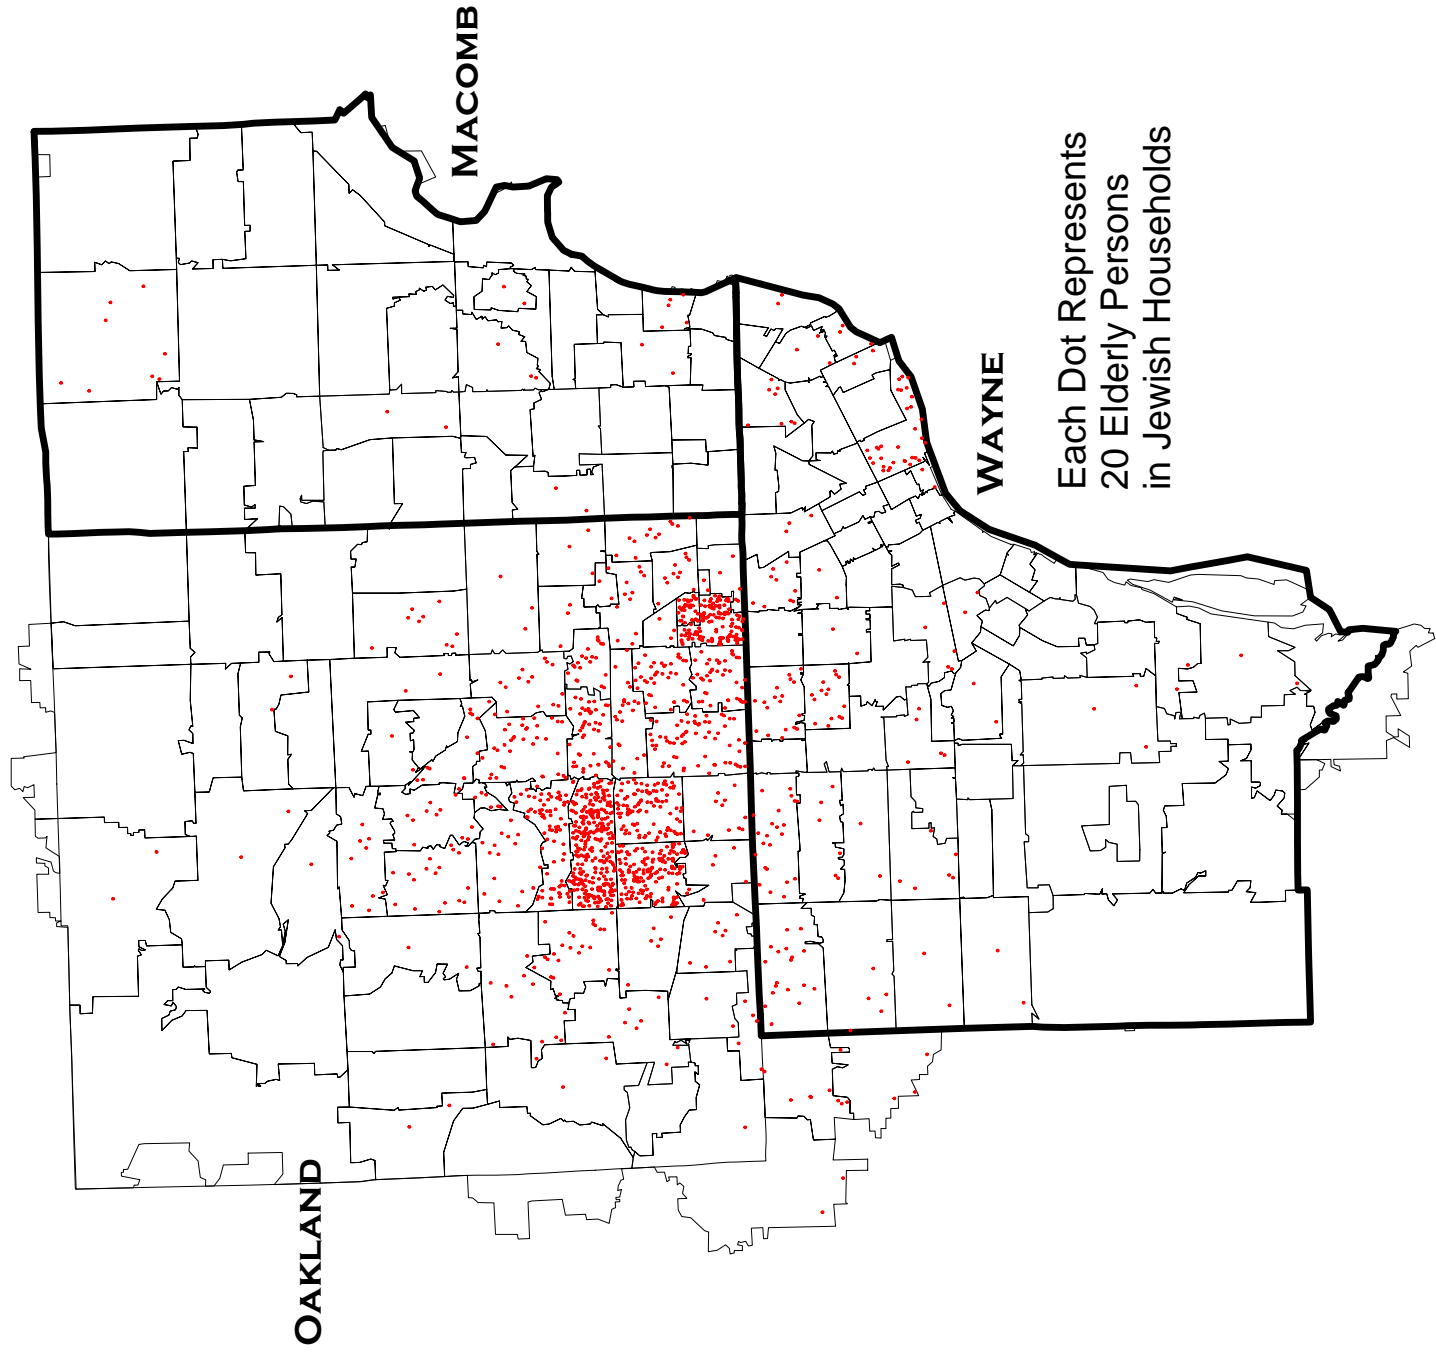 OAKLAND
MACOMB
WAYNE
Each Dot Represents
20 Elderly Persons
in Jewish Households